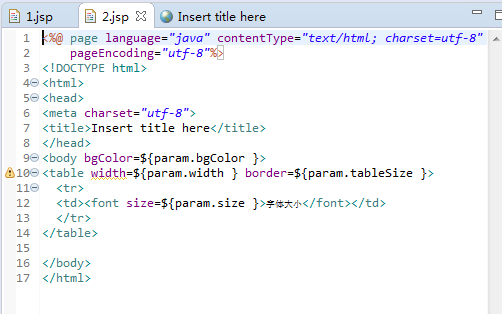 1.jsp 2.jsp Insert title here
1 <%@ page language="java" contentType="text/html; charset=utf-8"
2 pageEncoding="utf-8"%>
3 <!DOCTYPE html>
4 <html>
5 <head>
6 <meta charset="utf-8">
7 <title>Insert title here</title>
8 </head>
9 <body bgColor=${param.bgColor }>
10 <table width=${param.width } border=${param.tableSize }>
11 <tr>
12 <td><font size=${param.size }>字体大小</font></td>
13 </tr>
14 </table>
15
16 </body>
17 </html>